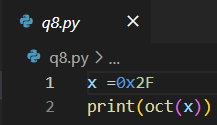 q8.py
q8.py > ...
1 x =0x2F
2 print(oct(x))